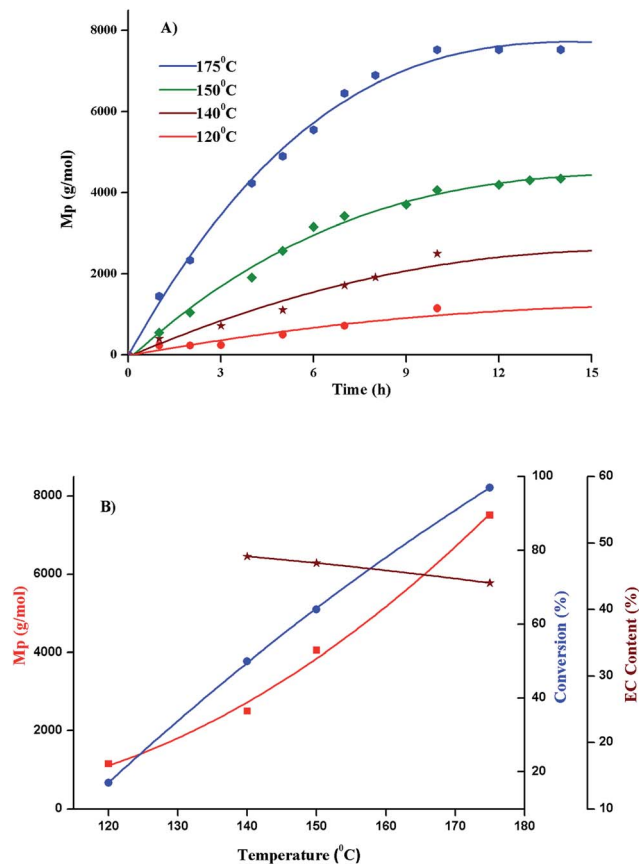 A)
175⁰C
150⁰C
140⁰C
120⁰C
8000
6000
4000
2000
0
Mp (g/mol)
0 3 6 9 12 15
Time (h)
B)
8000
6000
4000
2000
0
Mp (g/mol)
100
80
60
40
20
Conversion (%)
60
50
40
30
20
10
EC Content (%)
120 130 140 150 160 170 180
Temperature (⁰C)